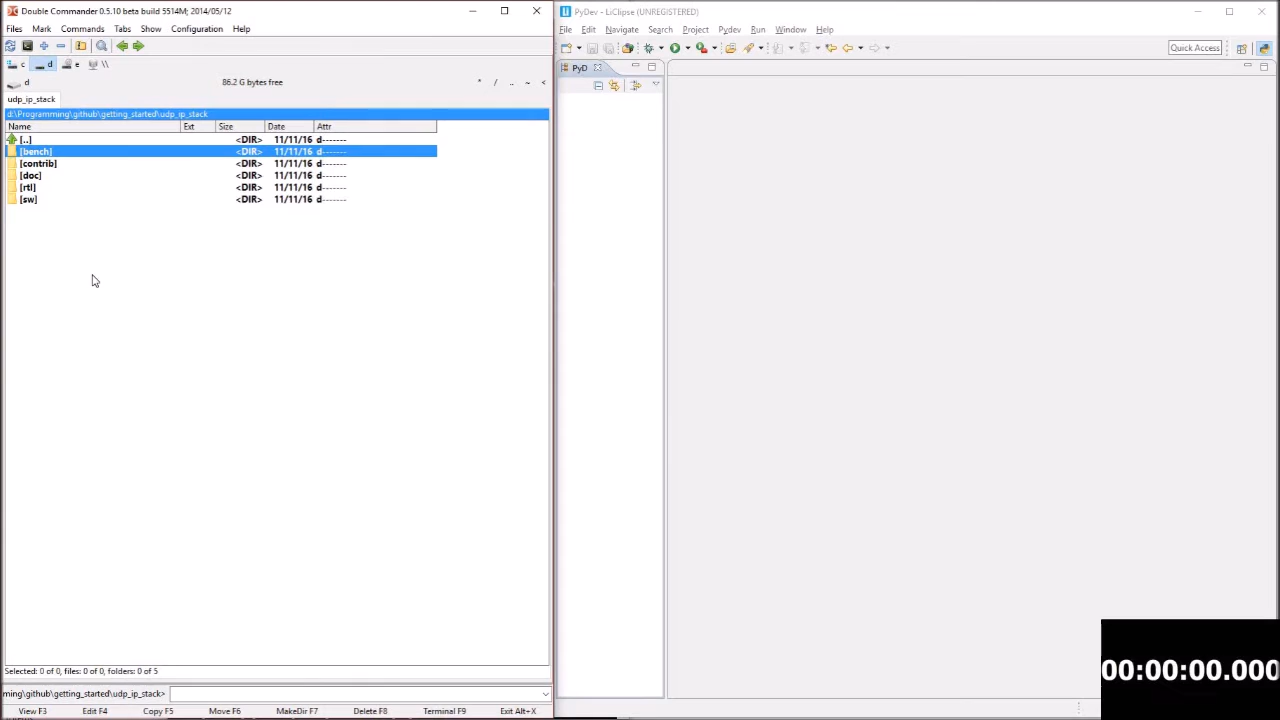 Double Commander 0.5.10 beta build 5514M; 2014/05/12
Files Mark Commands Tabs Show Configuration Help
c d e \\
d 86.2 G bytes free * / .. ~ <
udp_ip_stack
d:\Programming\github\getting_started\udp_ip_stack
Name Ext Size Date Attr
[..] <DIR> 11/11/16 d-------
[bench] <DIR> 11/11/16 d-------
[contrib] <DIR> 11/11/16 d-------
[doc] <DIR> 11/11/16 d-------
[rtl] <DIR> 11/11/16 d-------
[sw] <DIR> 11/11/16 d-------
Selected: 0 of 0, files: 0 of 0, folders: 0 of 5
ming\github\getting_started\udp_ip_stack>
View F3 Edit F4 Copy F5 Move F6 MakeDir F7 Delete F8 Terminal F9 Exit Alt+X
PyDev - LiClipse (UNREGISTERED)
File Edit Navigate Search Project Pydev Run Window Help
Quick Access
PyD
00:00:00.000